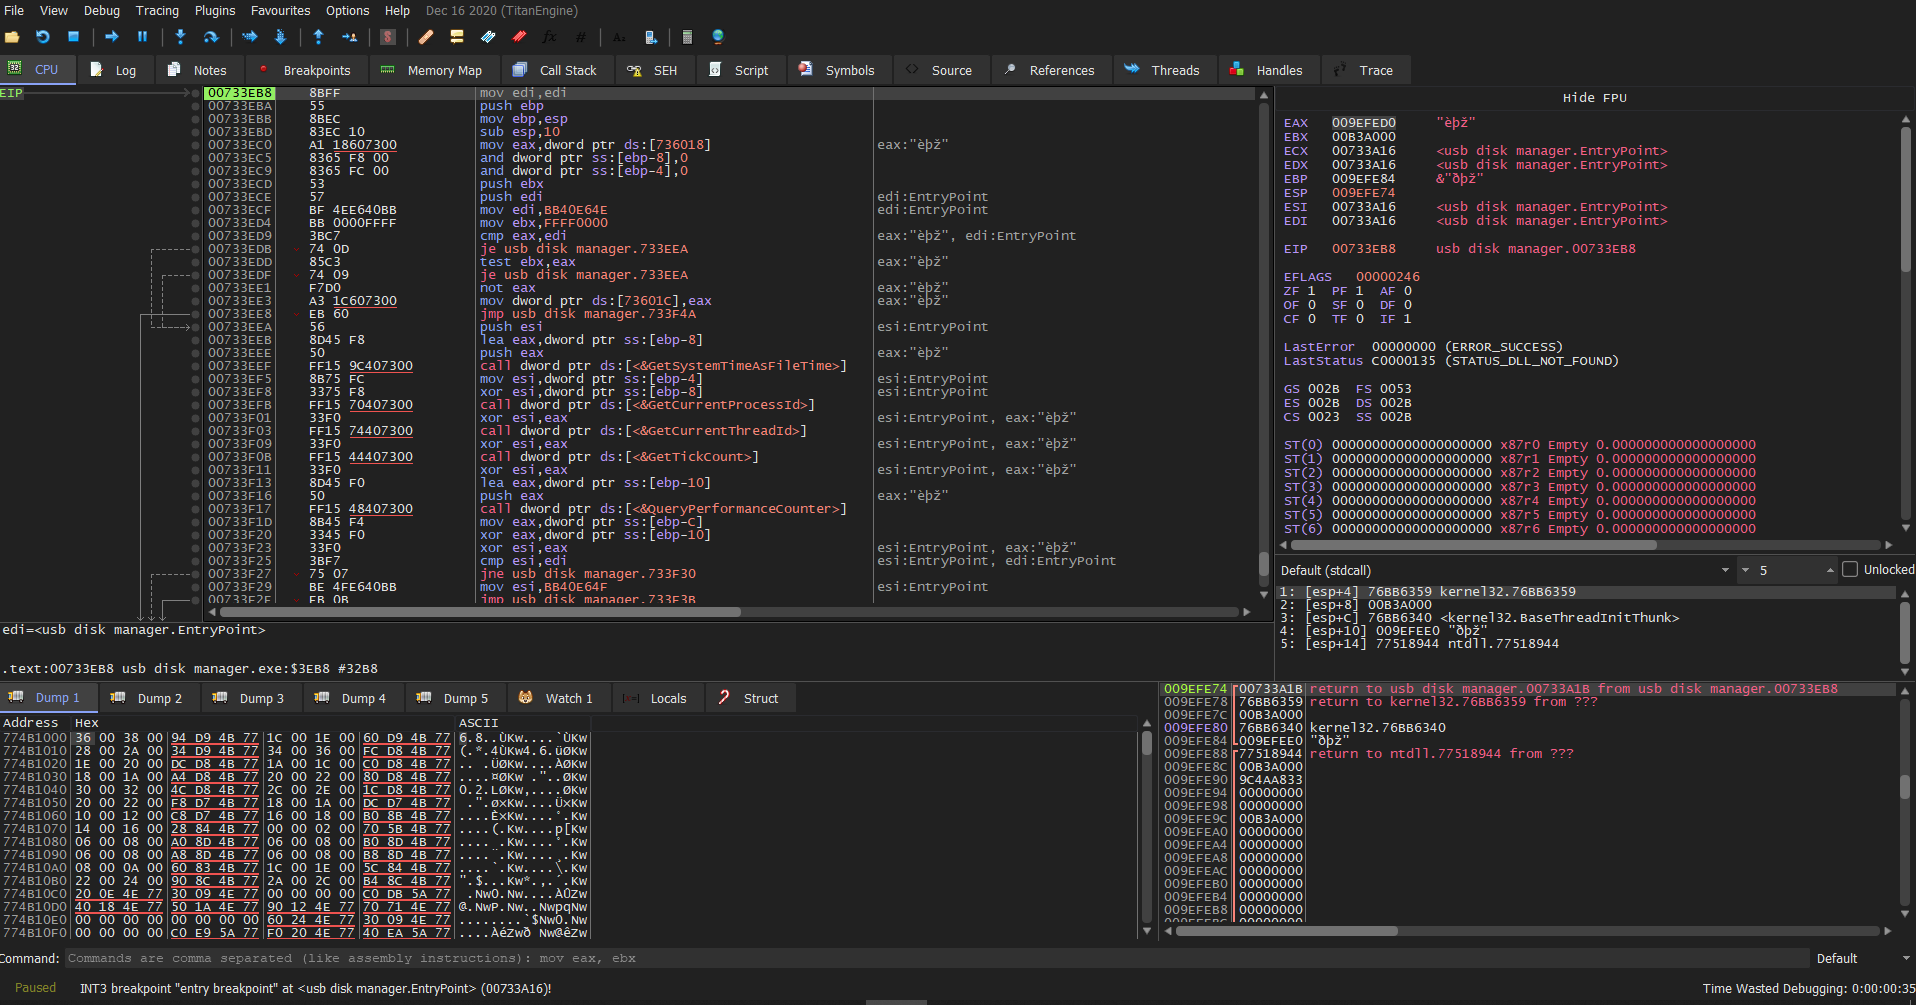 File View Debug Tracing Plugins Favourites Options Help Dec 16 2020 (TitanEngine)
CPU Log Notes Breakpoints Memory Map Call Stack SEH Script Symbols Source References Threads Handles Trace
EIP
00733EB8 8BFF mov edi,edi
00733EBA 55 push ebp
00733EBB 8BEC mov ebp,esp
00733EBD 83EC 10 sub esp,10
00733EC0 A1 18607300 mov eax,dword ptr ds:[736018] eax:"èþž"
00733EC5 8365 F8 00 and dword ptr ss:[ebp-8],0
00733EC9 8365 FC 00 and dword ptr ss:[ebp-4],0
00733ECD 53 push ebx
00733ECE 57 push edi edi:EntryPoint
00733ECF BF 4EE640BB mov edi,BB40E64E edi:EntryPoint
00733ED4 BB 0000FFFF mov ebx,FFFF0000
00733ED9 3BC7 cmp eax,edi eax:"èþž", edi:EntryPoint
00733EDB 74 0D je usb disk manager.733EEA
00733EDD 85C3 test ebx,eax eax:"èþž"
00733EDF 74 09 je usb disk manager.733EEA
00733EE1 F7D0 not eax eax:"èþž"
00733EE3 A3 1C607300 mov dword ptr ds:[73601C],eax eax:"èþž"
00733EE8 EB 60 jmp usb disk manager.733F4A
00733EEA 56 push esi esi:EntryPoint
00733EEB 8D45 F8 lea eax,dword ptr ss:[ebp-8]
00733EEE 50 push eax eax:"èþž"
00733EEF FF15 9C407300 call dword ptr ds:[<&GetSystemTimeAsFileTime>]
00733EF5 8B75 FC mov esi,dword ptr ss:[ebp-4] esi:EntryPoint
00733EF8 3375 F8 xor esi,dword ptr ss:[ebp-8] esi:EntryPoint
00733EFB FF15 70407300 call dword ptr ds:[<&GetCurrentProcessId>]
00733F01 33F0 xor esi,eax esi:EntryPoint, eax:"èþž"
00733F03 FF15 74407300 call dword ptr ds:[<&GetCurrentThreadId>]
00733F09 33F0 xor esi,eax esi:EntryPoint, eax:"èþž"
00733F0B FF15 44407300 call dword ptr ds:[<&GetTickCount>]
00733F11 33F0 xor esi,eax esi:EntryPoint, eax:"èþž"
00733F13 8D45 F0 lea eax,dword ptr ss:[ebp-10]
00733F16 50 push eax eax:"èþž"
00733F17 FF15 48407300 call dword ptr ds:[<&QueryPerformanceCounter>]
00733F1D 8B45 F4 mov eax,dword ptr ss:[ebp-C]
00733F20 3345 F0 xor eax,dword ptr ss:[ebp-10]
00733F23 33F0 xor esi,eax esi:EntryPoint, eax:"èþž"
00733F25 3BF7 cmp esi,edi esi:EntryPoint, edi:EntryPoint
00733F27 75 07 jne usb disk manager.733F30
00733F29 BE 4FE640BB mov esi,BB40E64F esi:EntryPoint
00733F2E EB 0B jmp usb disk manager.733F3B
edi=<usb disk manager.EntryPoint>
.text:00733EB8 usb disk manager.exe:$3EB8 #32B8
Hide FPU
EAX 009EFED0 "èþž"
EBX 00B3A000
ECX 00733A16 <usb disk manager.EntryPoint>
EDX 00733A16 <usb disk manager.EntryPoint>
EBP 009EFE84 &"ðþž"
ESP 009EFE74
ESI 00733A16 <usb disk manager.EntryPoint>
EDI 00733A16 <usb disk manager.EntryPoint>
EIP 00733EB8 usb disk manager.00733EB8
EFLAGS 00000246
ZF 1 PF 1 AF 0
OF 0 SF 0 DF 0
CF 0 TF 0 IF 1
LastError 00000000 (ERROR_SUCCESS)
LastStatus C0000135 (STATUS_DLL_NOT_FOUND)
GS 002B FS 0053
ES 002B DS 002B
CS 0023 SS 002B
ST(0) 00000000000000000000 x87r0 Empty 0.000000000000000000
ST(1) 00000000000000000000 x87r1 Empty 0.000000000000000000
ST(2) 00000000000000000000 x87r2 Empty 0.000000000000000000
ST(3) 00000000000000000000 x87r3 Empty 0.000000000000000000
ST(4) 00000000000000000000 x87r4 Empty 0.000000000000000000
ST(5) 00000000000000000000 x87r5 Empty 0.000000000000000000
ST(6) 00000000000000000000 x87r6 Empty 0.000000000000000000
Default (stdcall) 5 Unlocked
1: [esp+4] 76BB6359 kernel32.76BB6359
2: [esp+8] 00B3A000
3: [esp+C] 76BB6340 <kernel32.BaseThreadInitThunk>
4: [esp+10] 009EFEE0 "ðþž"
5: [esp+14] 77518944 ntdll.77518944
Dump 1 Dump 2 Dump 3 Dump 4 Dump 5 Watch 1 Locals Struct
Address Hex ASCII
774B1000 36 00 38 00 94 D9 4B 77 1C 00 1E 00 60 D9 4B 77 6.8..ÙKw....`ÙKw
774B1010 28 00 2A 00 34 D9 4B 77 34 00 36 00 FC D8 4B 77 (.*.4ÙKw4.6.üØKw
774B1020 1E 00 20 00 DC D8 4B 77 1A 00 1C 00 C0 D8 4B 77 .. .ÜØKw....ÀØKw
774B1030 18 00 1A 00 A4 D8 4B 77 20 00 22 00 80 D8 4B 77 ....¤ØKw ."..ØKw
774B1040 30 00 32 00 4C D8 4B 77 2C 00 2E 00 1C D8 4B 77 0.2.LØKw,....ØKw
774B1050 20 00 22 00 F8 D7 4B 77 18 00 1A 00 DC D7 4B 77 .".ø×Kw....Ü×Kw
774B1060 10 00 12 00 C8 D7 4B 77 16 00 18 00 B0 8B 4B 77 ....È×Kw....°.Kw
774B1070 14 00 16 00 28 84 4B 77 00 00 02 00 70 5B 4B 77 ....(.Kw....p[Kw
774B1080 06 00 08 00 A0 8D 4B 77 06 00 08 00 B0 8D 4B 77 .... .Kw....°.Kw
774B1090 06 00 08 00 A8 8D 4B 77 06 00 08 00 B8 8D 4B 77 ....¨.Kw....¸.Kw
774B10A0 08 00 0A 00 60 83 4B 77 1C 00 1E 00 5C 84 4B 77 ....`.Kw....\.Kw
774B10B0 22 00 24 00 90 8C 4B 77 2A 00 2C 00 B4 8C 4B 77 ".$...Kw*.,.´.Kw
774B10C0 20 0E 4E 77 30 09 4E 77 00 00 00 00 C0 DB 5A 77 .Nw0.Nw....ÀÛZw
774B10D0 40 18 4E 77 50 1A 4E 77 90 12 4E 77 70 71 4E 77 @.NwP.Nw..NwpqNw
774B10E0 00 00 00 00 00 00 00 00 60 24 4E 77 30 09 4E 77 ........`$Nw0.Nw
774B10F0 00 00 00 00 C0 E9 5A 77 F0 20 4E 77 40 EA 5A 77 ....ÀéZwð Nw@êZw
009EFE74 00733A1B return to usb disk manager.00733A1B from usb disk manager.00733EB8
009EFE78 76BB6359 return to kernel32.76BB6359 from ???
009EFE7C 00B3A000
009EFE80 76BB6340 kernel32.76BB6340
009EFE84 009EFEE0 "ðþž"
009EFE88 77518944 return to ntdll.77518944 from ???
009EFE8C 00B3A000
009EFE90 9C4AA833
009EFE94 00000000
009EFE98 00000000
009EFE9C 00B3A000
009EFEA0 00000000
009EFEA4 00000000
009EFEA8 00000000
009EFEAC 00000000
009EFEB0 00000000
009EFEB4 00000000
009EFEB8 00000000
009EFEBC 00000000
Command: Commands are comma separated (like assembly instructions): mov eax, ebx Default
Paused INT3 breakpoint "entry breakpoint" at <usb disk manager.EntryPoint> (00733A16)! Time Wasted Debugging: 0:00:00:35